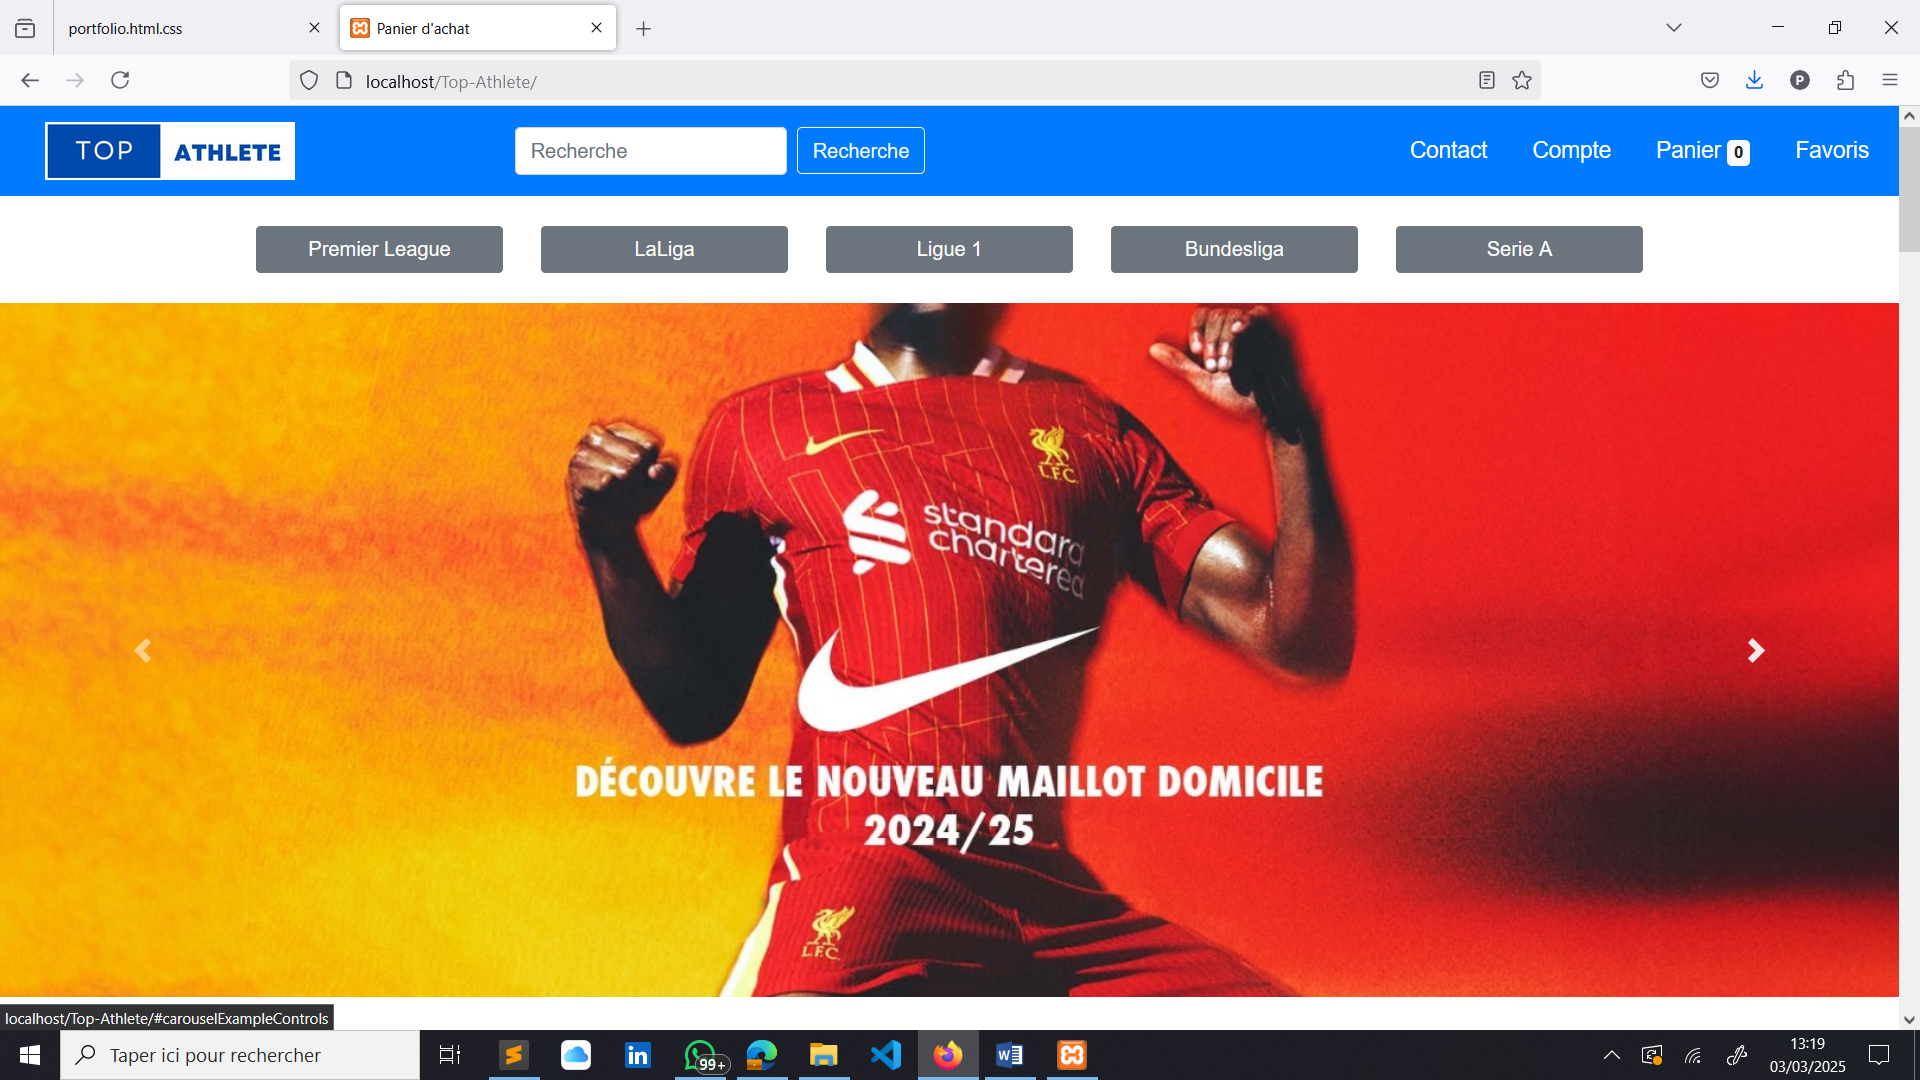 portfolio.html.css
Panier d'achat
localhost/Top-Athlete/
P
TOP ATHLETE
Recherche
Recherche
Contact
Compte
Panier 0
Favoris
Premier League
LaLiga
Ligue 1
Bundesliga
Serie A
L.F.C.
standard
chartered
DÉCOUVRE LE NOUVEAU MAILLOT DOMICILE
2024/25
L.F.C.
localhost/Top-Athlete/#carouselExampleControls
Taper ici pour rechercher
99+
13:19
03/03/2025